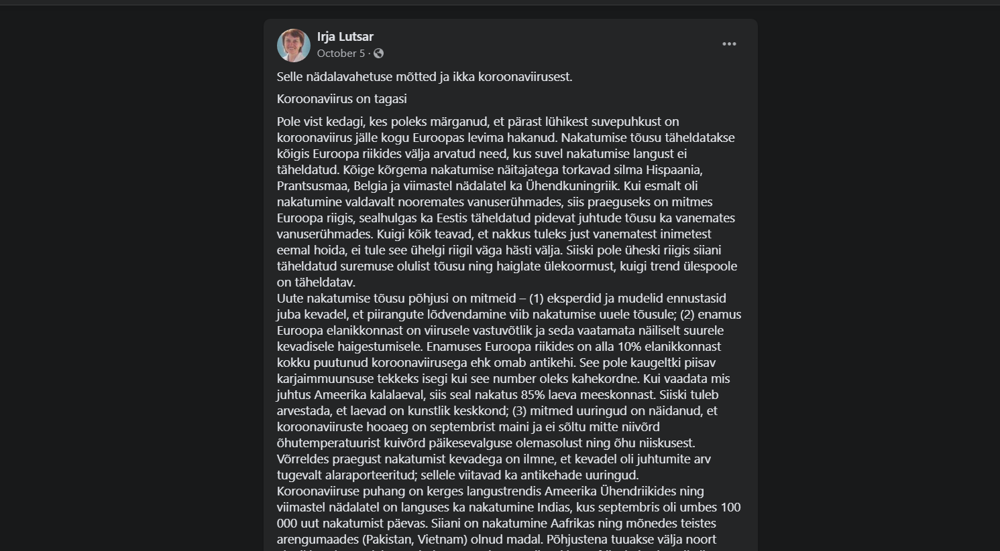 Irja Lutsar
October 5 ·
Selle nädalavahetuse mõtted ja ikka koroonaviirusest.
Koroonaviirus on tagasi
Pole vist kedagi, kes poleks märganud, et pärast lühikest suvepuhkust on
koroonaviirus jälle kogu Euroopas levima hakanud. Nakatumise tõusu täheldatakse
kõigis Euroopa riikides välja arvatud need, kus suvel nakatumise langust ei
täheldatud. Kõige kõrgema nakatumise näitajatega torkavad silma Hispaania,
Prantsusmaa, Belgia ja viimastel nädalatel ka Ühendkuningriik. Kui esmalt oli
nakatumine valdavalt nooremates vanuserühmades, siis praeguseks on mitmes
Euroopa riigis, sealhulgas ka Eestis täheldatud pidevat juhtude tõusu ka vanemates
vanuserühmades. Kuigi kõik teavad, et nakkus tuleks just vanematest inimetest
eemal hoida, ei tule see ühelgi riigil väga hästi välja. Siiski pole üheski riigis siiani
täheldatud suremuse olulist tõusu ning haiglate ülekoormust, kuigi trend ülespoole
on täheldatav.
Uute nakatumise tõusu põhjusi on mitmeid – (1) eksperdid ja mudelid ennustasid
juba kevadel, et piirangute lõdvendamine viib nakatumise uuele tõusule; (2) enamus
Euroopa elanikkonnast on viirusele vastuvõtlik ja seda vaatamata näiliselt suurele
kevadisele haigestumisele. Enamuses Euroopa riikides on alla 10% elanikkonnast
kokku puutunud koroonaviirusega ehk omab antikehi. See pole kaugeltki piisav
karjaimmuunsuse tekkeks isegi kui see number oleks kahekordne. Kui vaadata mis
juhtus Ameerika kalalaeval, siis seal nakatus 85% laeva meeskonnast. Siiski tuleb
arvestada, et laevad on kunstlik keskkond; (3) mitmed uuringud on näidanud, et
koroonaviiruste hooaeg on septembrist maini ja ei sõltu mitte niivõrd
õhutemperatuurist kuivõrd päikesevalguse olemasolust ning õhu niiskusest.
Võrreldes praegust nakatumist kevadega on ilmne, et kevadel oli juhtumite arv
tugevalt alaraporteeritud; sellele viitavad ka antikehade uuringud.
Koroonaviiruse puhang on kerges langustrendis Ameerika Ühendriikides ning
viimastel nädalatel on languses ka nakatumine Indias, kus septembris oli umbes 100
000 uut nakatumist päevas. Siiani on nakatumine Aafrikas ning mõnedes teistes
arengumaades (Pakistan, Vietnam) olnud madal. Põhjustena tuuakse välja noort